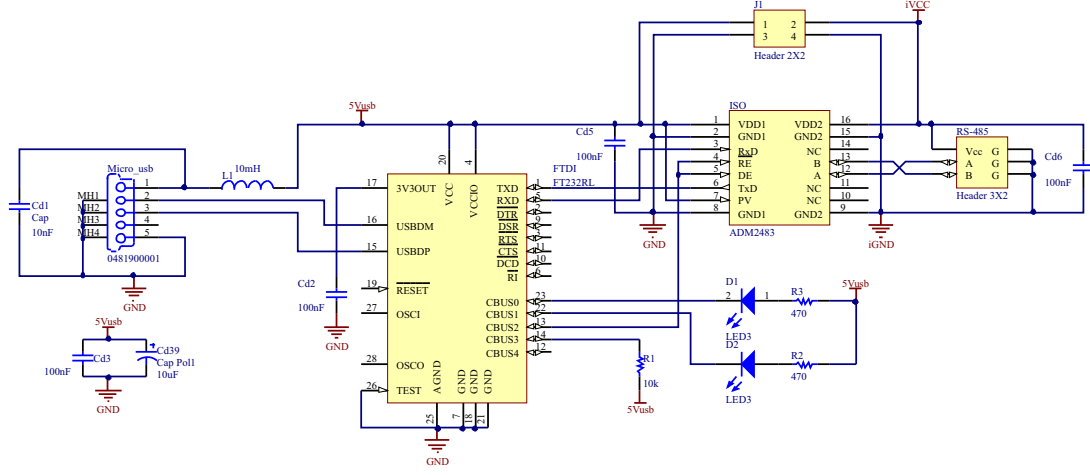 J1
iVCC
1 2
3 4
Header 2X2
5Vusb
ISO
1 VDD1 VDD2 16
2 GND1 GND2 15
3 RxD NC 14
4 RE B 13
5 DE A 12
6 TxD NC 11
7 PV NC 10
8 GND1 GND2 9
ADM2483
Cd5
100nF
GND
iGND
RS-485
Vcc G
A G
B G
Header 3X2
Cd6
100nF
Micro_usb
MH1 1
MH2 2
MH3 3
MH4 4
5
0481900001
GND
Cd1
Cap
10nF
L1
10mH
FTDI
FT232RL
20 4
VCC VCCIO
17 3V3OUT TXD 1
RXD 5
16 USBDM DTR 2
DSR 9
15 USBDP RTS 3
CTS 11
DCD 10
RI 6
19 RESET
CBUS0 23
27 OSCI CBUS1 22
CBUS2 13
CBUS3 14
CBUS4 12
28 OSCO
26 TEST
AGND GND GND GND
25 7 18 21
GND
Cd2
100nF
GND
5Vusb
Cd3
100nF
Cd39
Cap Pol1
10uF
GND
R1
10k
5Vusb
D1
2 1
LED3
R3
470
5Vusb
D2
LED3
R2
470